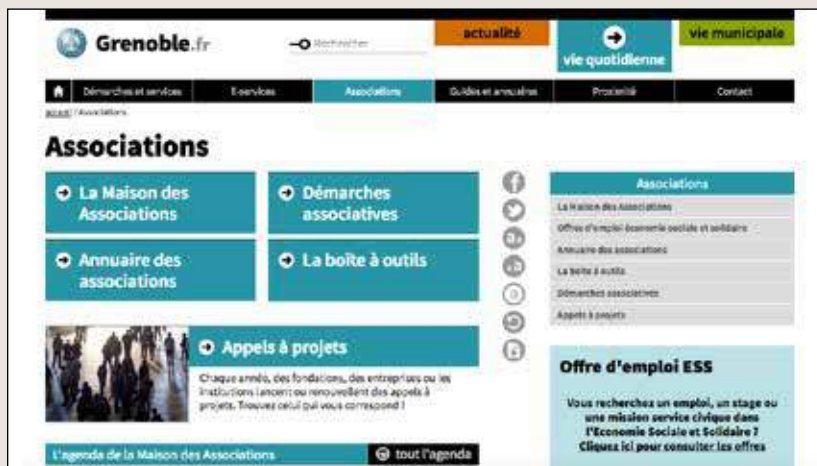 Grenoble.fr
Rechercher
actualité
vie quotidienne
vie municipale
Démarches et services
E-services
Associations
Guides et annuaires
Proximité
Contact
accueil / Associations
Associations
La Maison des
Associations
Démarches
associatives
Annuaire des
associations
La boîte à outils
Appels à projets
Chaque année, des fondations, des entreprises ou les
institutions lancent ou renouvellent des appels à
projets. Trouvez celui qui vous correspond !
L'agenda de la Maison des Associations
tout l'agenda
Associations
La Maison des Associations
Offres d'emploi économie sociale et solidaire
Annuaire des associations
La boîte à outils
Démarches associatives
Appels à projets
Offre d'emploi ESS
Vous recherchez un emploi, un stage ou
une mission service civique dans
l'Economie Sociale et Solidaire ?
Cliquez ici pour consulter les offres